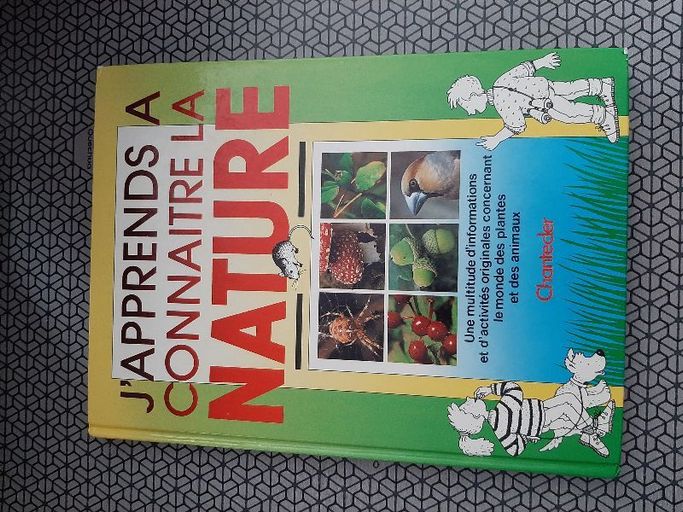 J'APPRENDS A
CONNAITRE LA
NATURE
Une multitude d'informations
et d'activités originales concernant
le monde des plantes
et des animaux
Chantecler